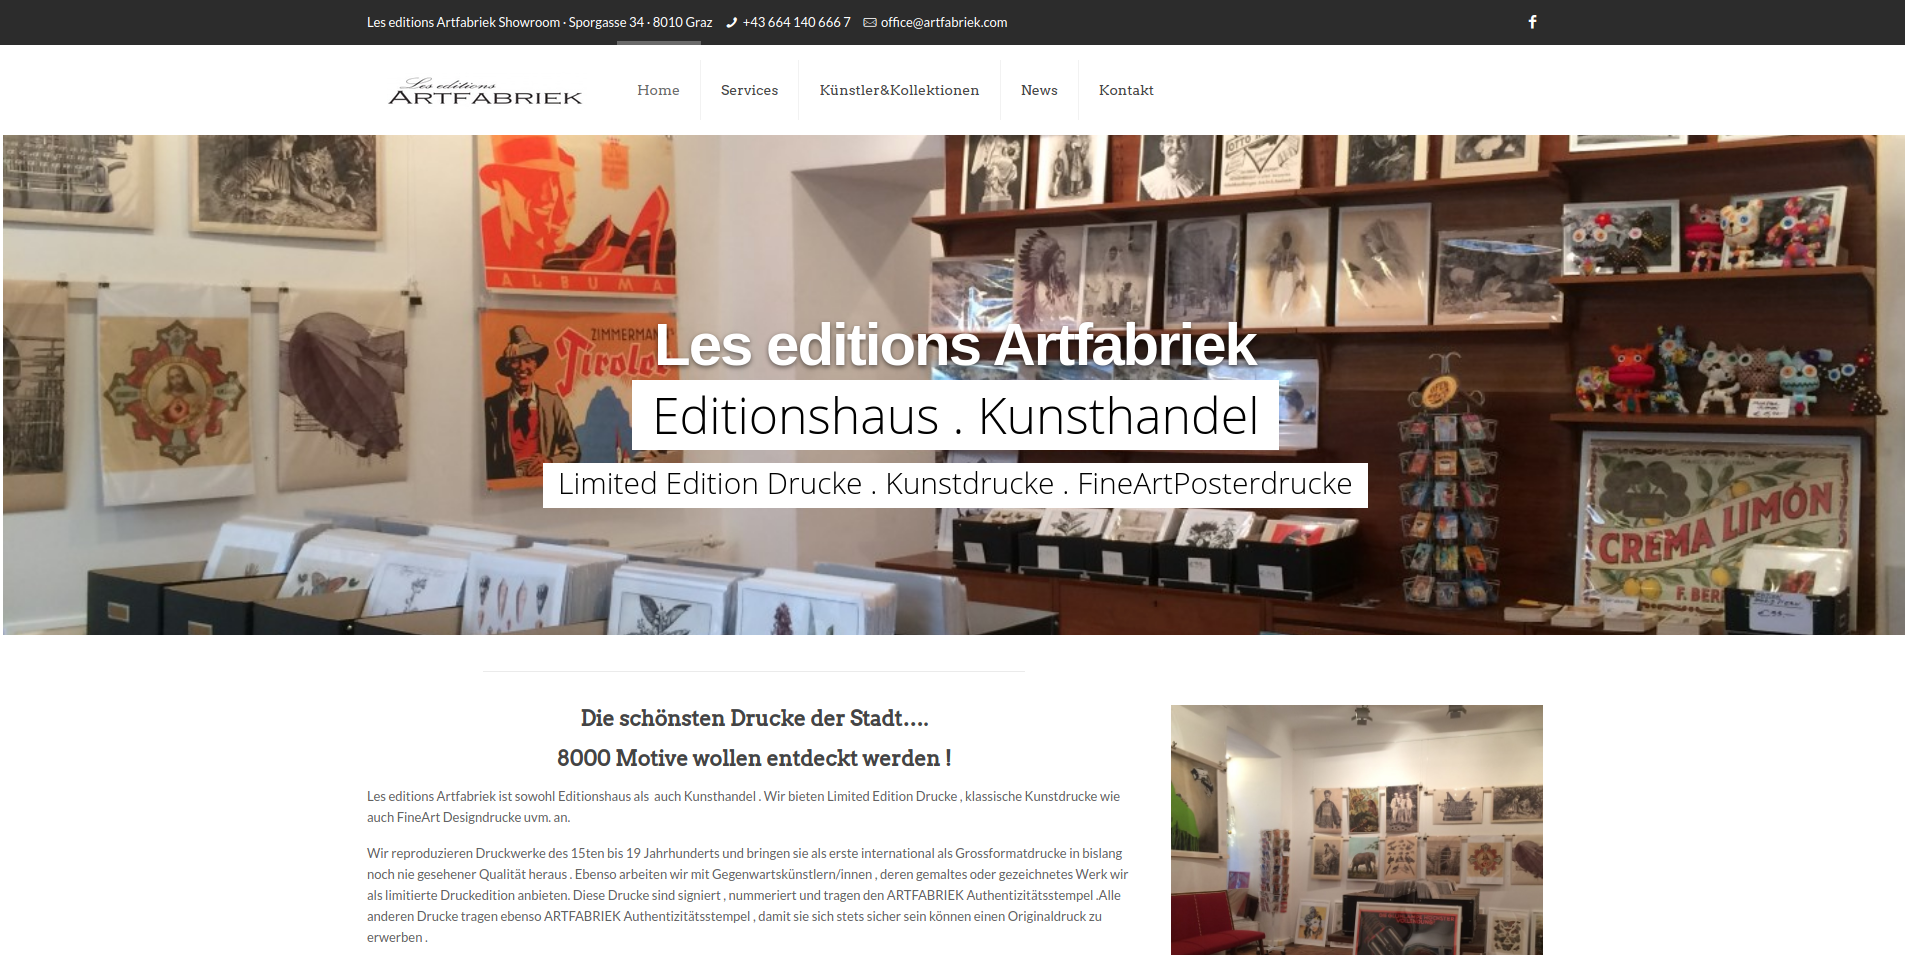 Les editions Artfabriek Showroom · Sporgasse 34 · 8010 Graz +43 664 140 666 7 office@artfabriek.com
Les editions
ARTFABRIEK
Home Services Künstler&Kollektionen News Kontakt
ALBUMA
ZIMMERMANN
Tiroler
Les editions Artfabriek
Editionshaus . Kunsthandel
Limited Edition Drucke . Kunstdrucke . FineArtPosterdrucke
OPEN
CREMA LIMÓN
Die schönsten Drucke der Stadt….
8000 Motive wollen entdeckt werden !
Les editions Artfabriek ist sowohl Editionshaus als auch Kunsthandel . Wir bieten Limited Edition Drucke , klassische Kunstdrucke wie
auch FineArt Designdrucke uvm. an.
Wir reproduzieren Druckwerke des 15ten bis 19 Jahrhunderts und bringen sie als erste international als Grossformatdrucke in bislang
noch nie gesehener Qualität heraus . Ebenso arbeiten wir mit Gegenwartskünstlern/innen , deren gemaltes oder gezeichnetes Werk wir
als limitierte Druckedition anbieten. Diese Drucke sind signiert , nummeriert und tragen den ARTFABRIEK Authentizitätsstempel .Alle
anderen Drucke tragen ebenso ARTFABRIEK Authentizitätsstempel , damit sie sich stets sicher sein können einen Originaldruck zu
erwerben .